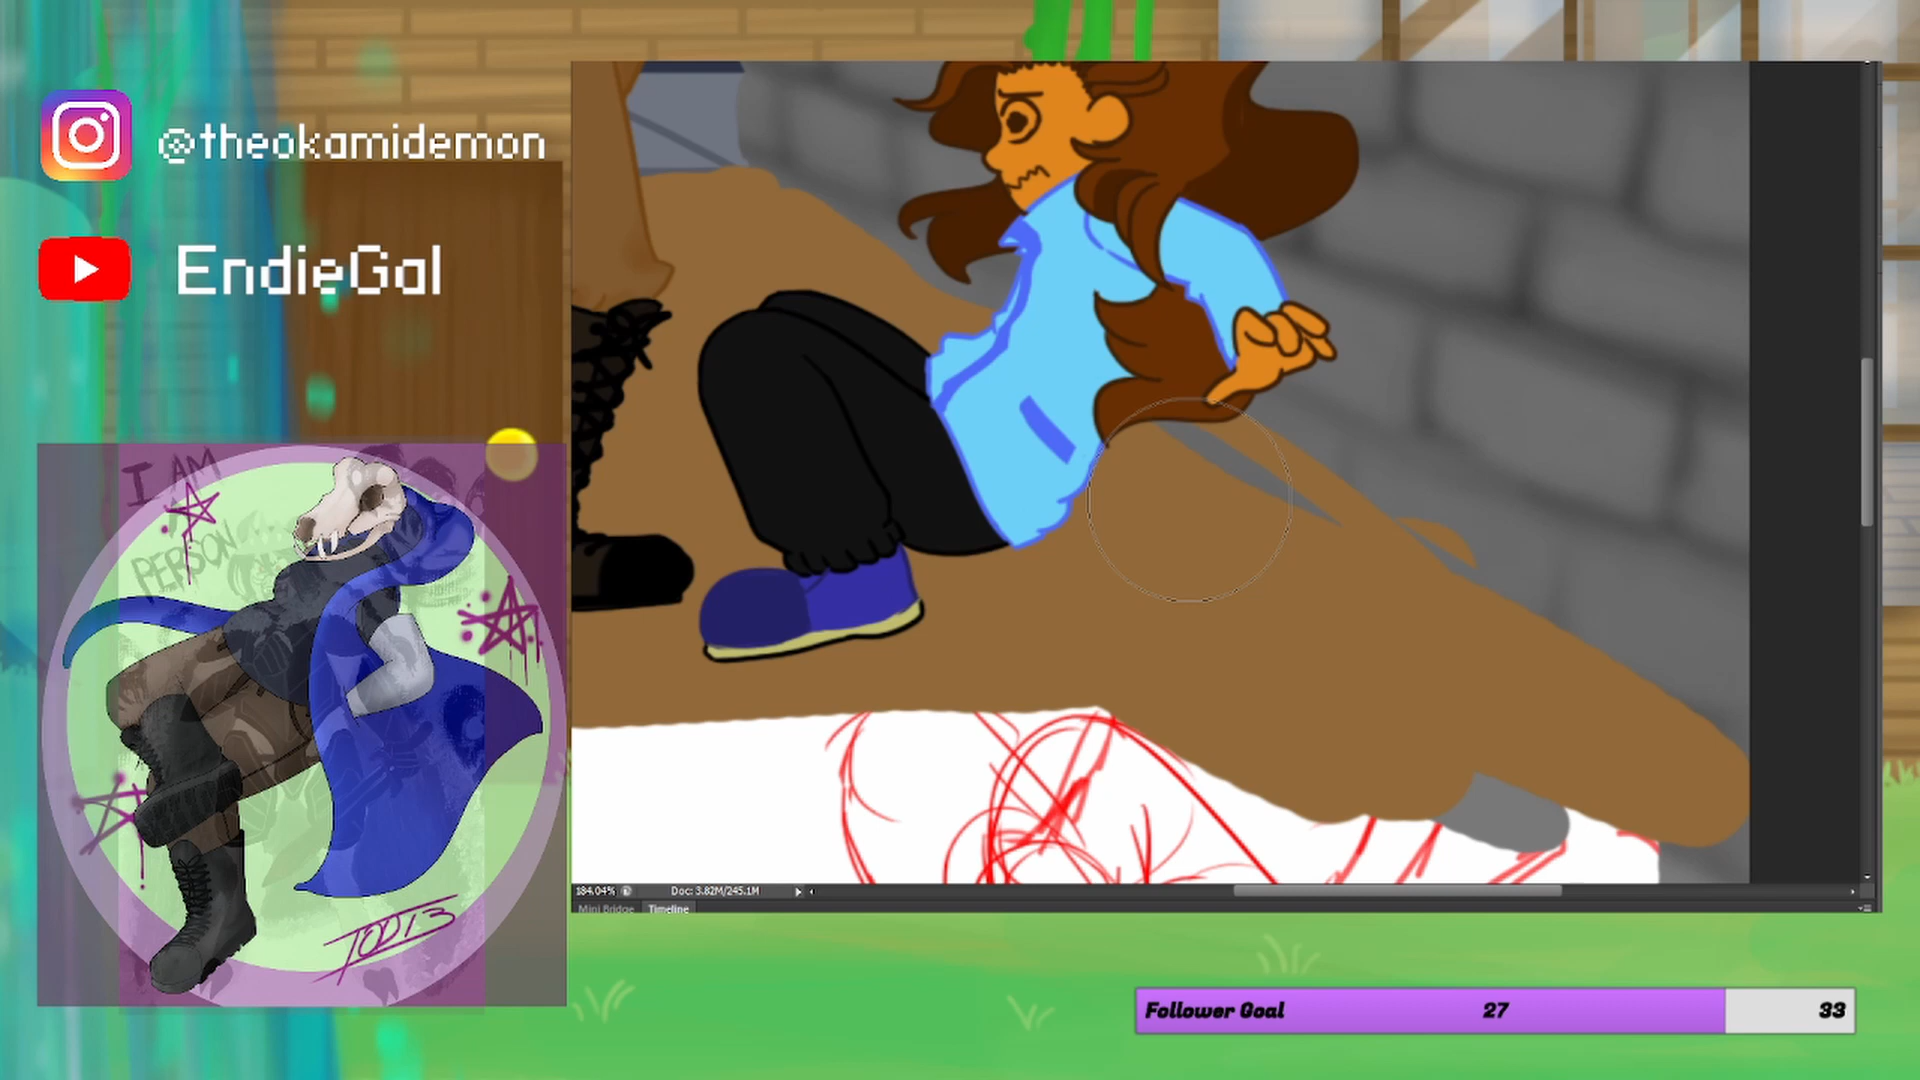 @theokamidemon
EndieGal
I AM
PERSON
184.04%
Doc: 3.82M/245.1M
Mini Bridge
Timeline
Follower Goal
27
33